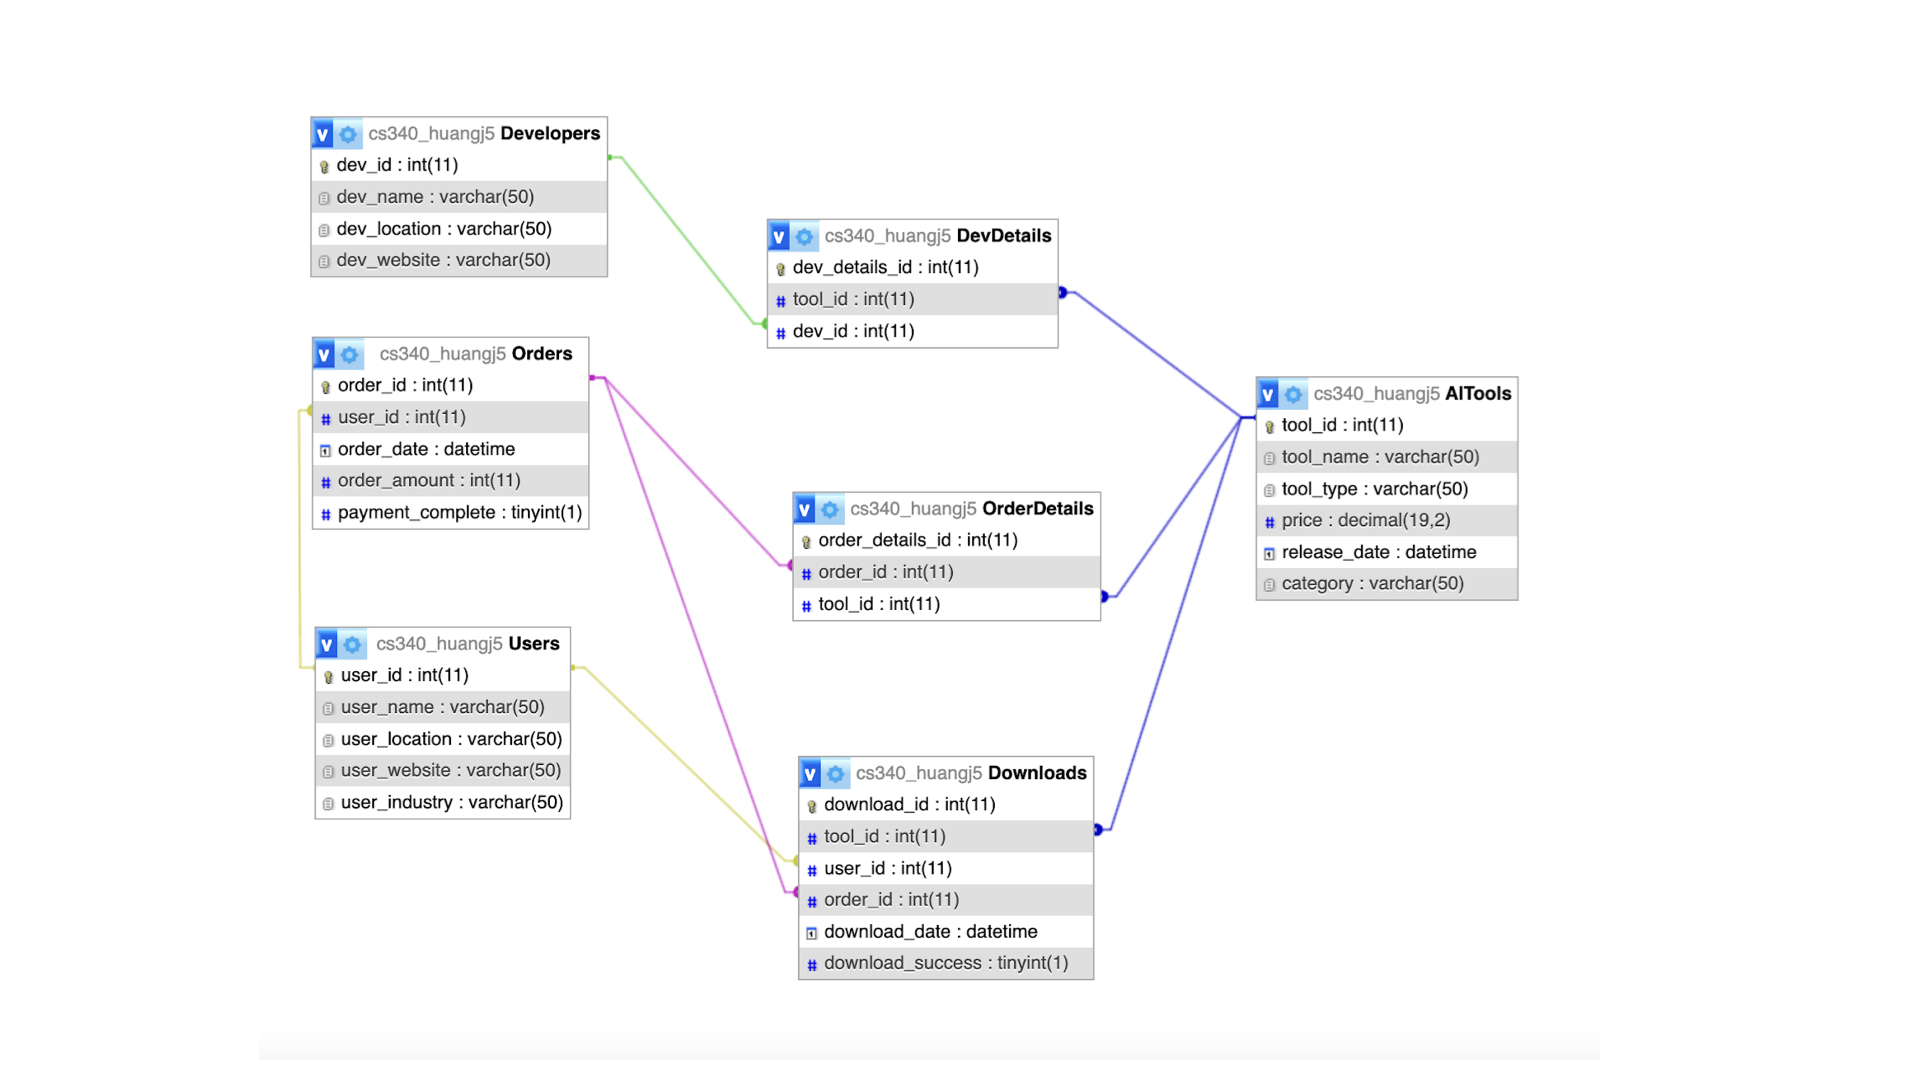 v cs340_huangj5 Developers
dev_id : int(11)
dev_name : varchar(50)
dev_location : varchar(50)
dev_website : varchar(50)
v cs340_huangj5 DevDetails
dev_details_id : int(11)
# tool_id : int(11)
# dev_id : int(11)
v cs340_huangj5 Orders
order_id : int(11)
# user_id : int(11)
order_date : datetime
# order_amount : int(11)
# payment_complete : tinyint(1)
v cs340_huangj5 AITools
tool_id : int(11)
tool_name : varchar(50)
tool_type : varchar(50)
# price : decimal(19,2)
release_date : datetime
category : varchar(50)
v cs340_huangj5 OrderDetails
order_details_id : int(11)
# order_id : int(11)
# tool_id : int(11)
v cs340_huangj5 Users
user_id : int(11)
user_name : varchar(50)
user_location : varchar(50)
user_website : varchar(50)
user_industry : varchar(50)
v cs340_huangj5 Downloads
download_id : int(11)
# tool_id : int(11)
# user_id : int(11)
# order_id : int(11)
download_date : datetime
# download_success : tinyint(1)